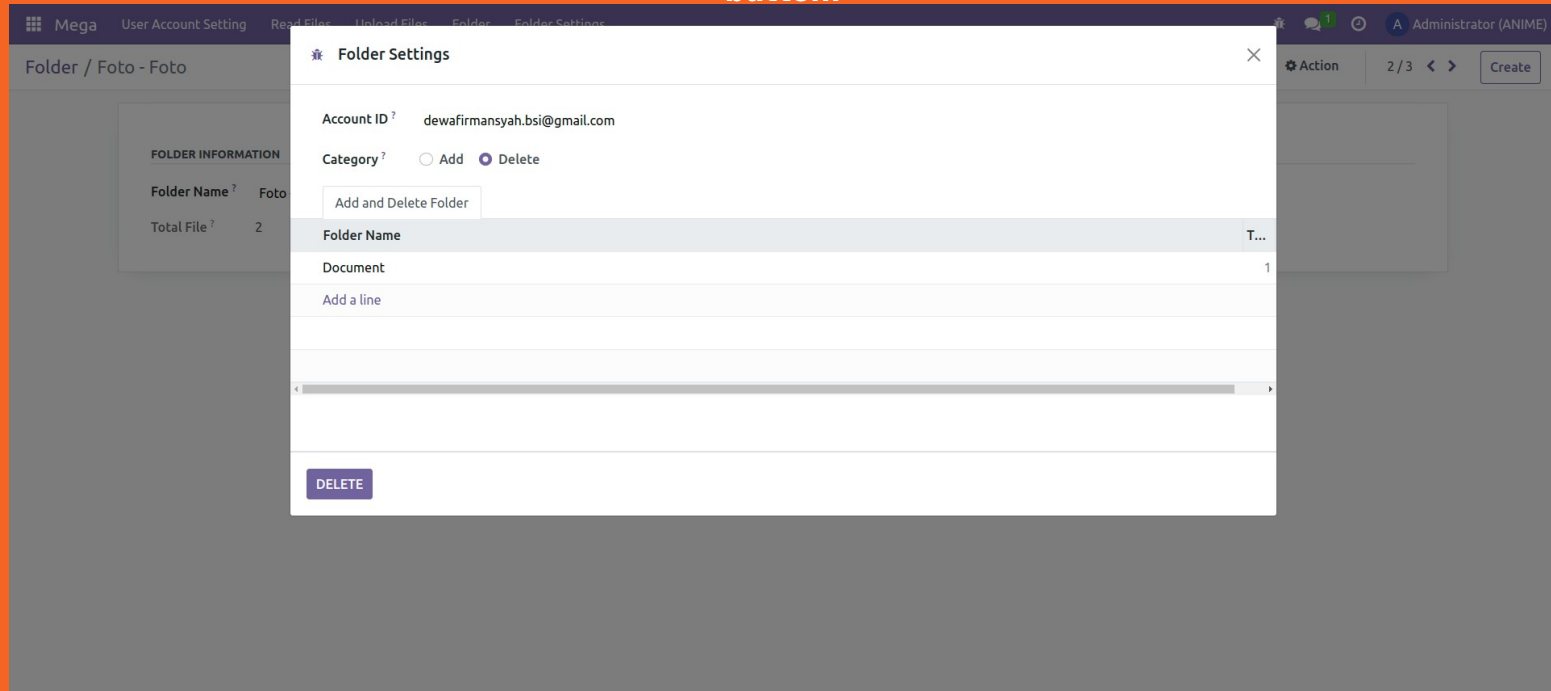 Mega User Account Setting Read Files Upload Files Folder Folder Settings 1 A Administrator (ANIME)
Folder / Foto - Foto
Action 2 / 3 Create
FOLDER INFORMATION
Folder Name ? Foto
Total File ? 2
Folder Settings
Account ID ? dewafirmansyah.bsi@gmail.com
Category ? Add Delete
Add and Delete Folder
Folder Name T...
Document 1
Add a line
DELETE